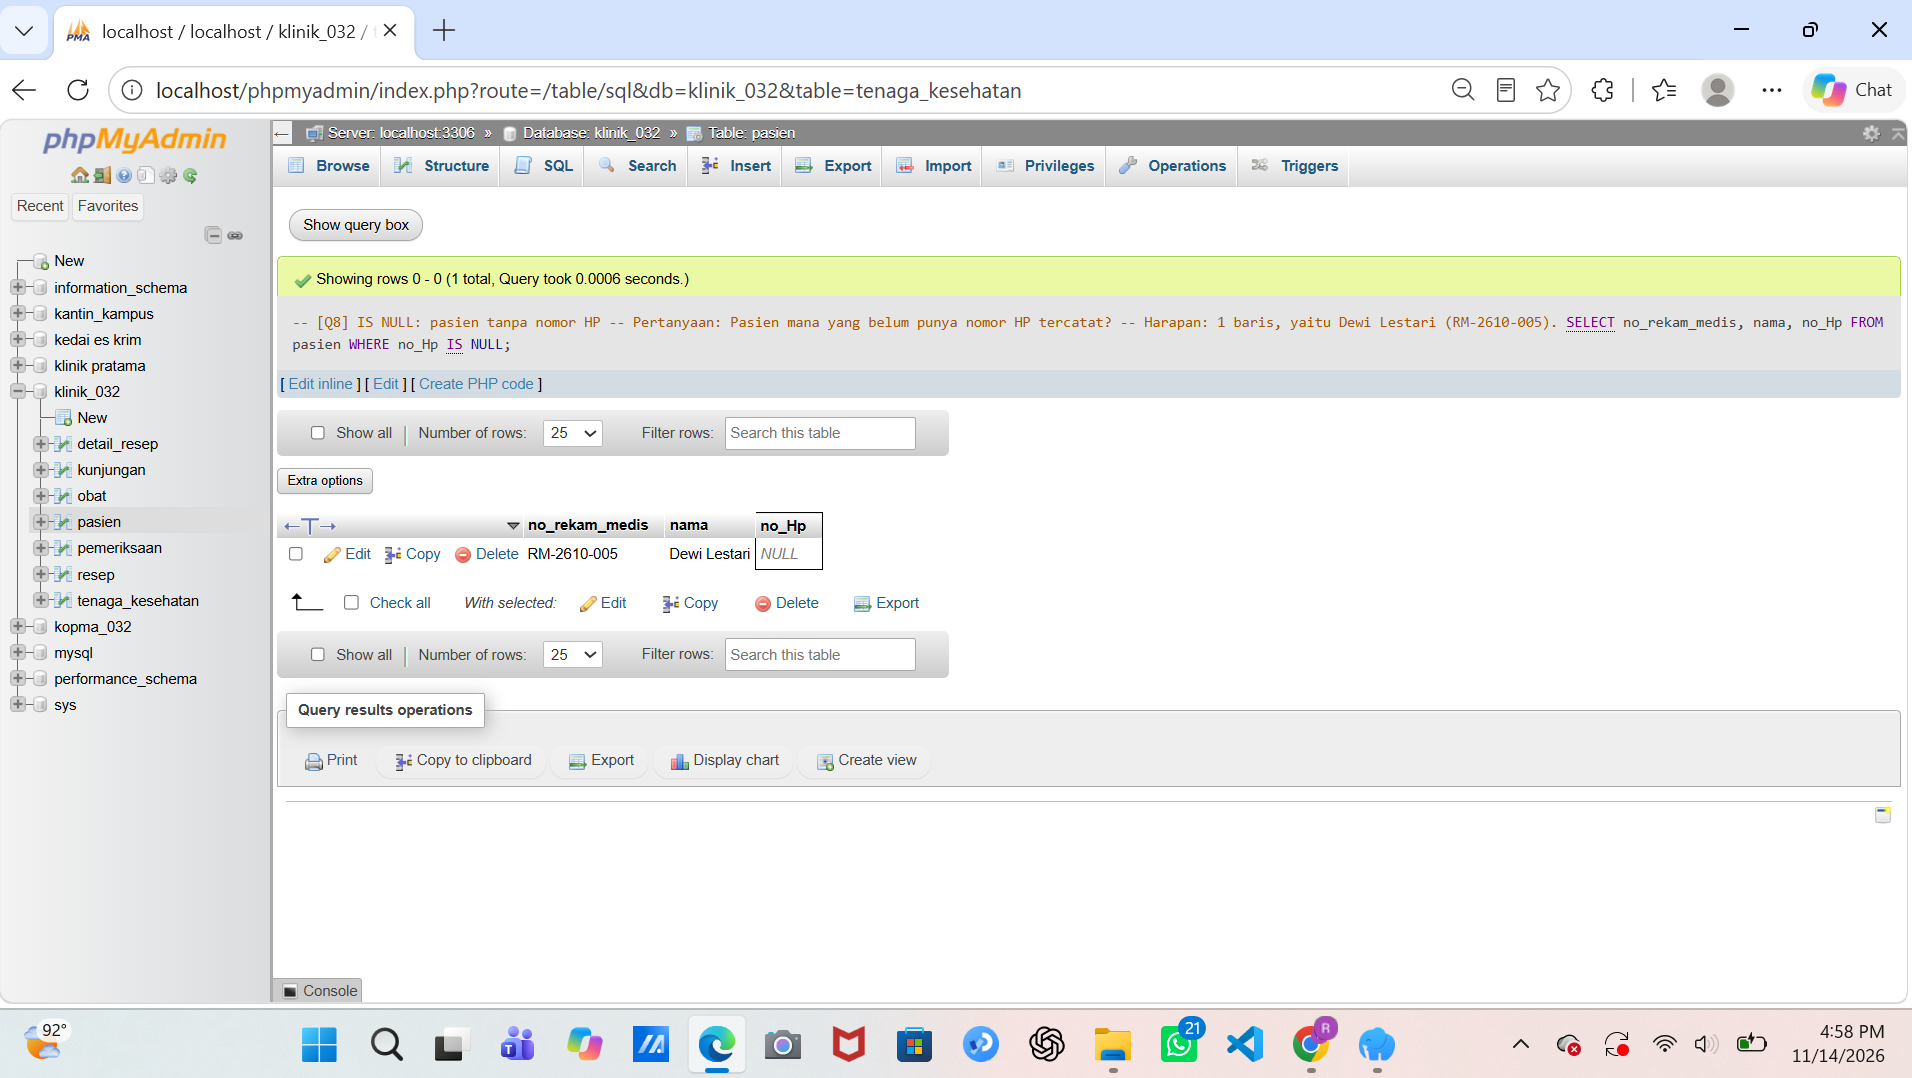 localhost / localhost / klinik_032 /
localhost/phpmyadmin/index.php?route=/table/sql&db=klinik_032&table=tenaga_kesehatan
Chat
phpMyAdmin
Recent
Favorites
New
information_schema
kantin_kampus
kedai es krim
klinik pratama
klinik_032
New
detail_resep
kunjungan
obat
pasien
pemeriksaan
resep
tenaga_kesehatan
kopma_032
mysql
performance_schema
sys
Server: localhost:3306 » Database: klinik_032 » Table: pasien
Browse Structure SQL Search Insert Export Import Privileges Operations Triggers
Show query box
Showing rows 0 - 0 (1 total, Query took 0.0006 seconds.)
-- [Q8] IS NULL: pasien tanpa nomor HP -- Pertanyaan: Pasien mana yang belum punya nomor HP tercatat? -- Harapan: 1 baris, yaitu Dewi Lestari (RM-2610-005). SELECT no_rekam_medis, nama, no_Hp FROM
pasien WHERE no_Hp IS NULL;
[ Edit inline ] [ Edit ] [ Create PHP code ]
Show all | Number of rows: 25 Filter rows: Search this table
Extra options
←T→ no_rekam_medis nama no_Hp
Edit Copy Delete RM-2610-005 Dewi Lestari NULL
Check all With selected: Edit Copy Delete Export
Show all | Number of rows: 25 Filter rows: Search this table
Query results operations
Print Copy to clipboard Export Display chart Create view
Console
92°
21
R
4:58 PM
11/14/2026